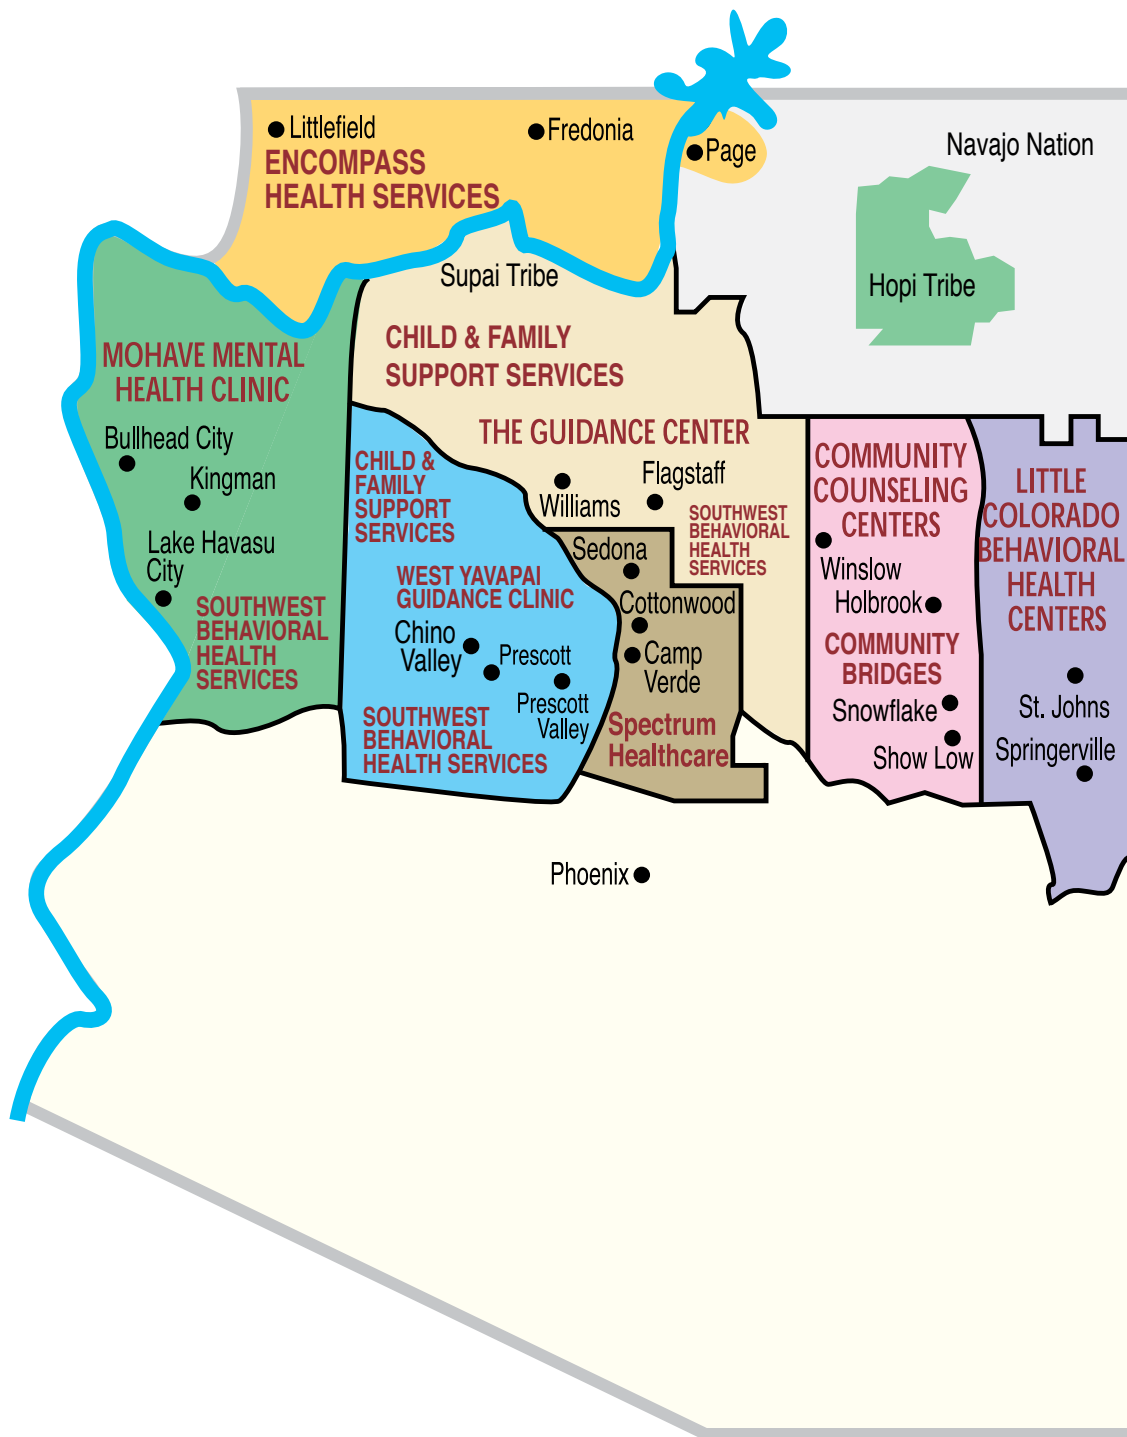 Littlefield
Fredonia
ENCOMPASS
HEALTH SERVICES
Page
Navajo Nation
Hopi Tribe
Supai Tribe
MOHAVE MENTAL
HEALTH CLINIC
Bullhead City
Kingman
Lake Havasu
City
SOUTHWEST
BEHAVIORAL
HEALTH
SERVICES
CHILD & FAMILY
SUPPORT SERVICES
THE GUIDANCE CENTER
Williams
Flagstaff
SOUTHWEST
BEHAVIORAL
HEALTH
SERVICES
CHILD &
FAMILY
SUPPORT
SERVICES
WEST YAVAPAI
GUIDANCE CLINIC
Chino
Valley
Prescott
Prescott
Valley
SOUTHWEST
BEHAVIORAL
HEALTH SERVICES
Sedona
Cottonwood
Camp
Verde
Spectrum
Healthcare
COMMUNITY
COUNSELING
CENTERS
Winslow
Holbrook
COMMUNITY
BRIDGES
Snowflake
Show Low
LITTLE
COLORADO
BEHAVIORAL
HEALTH
CENTERS
St. Johns
Springerville
Phoenix